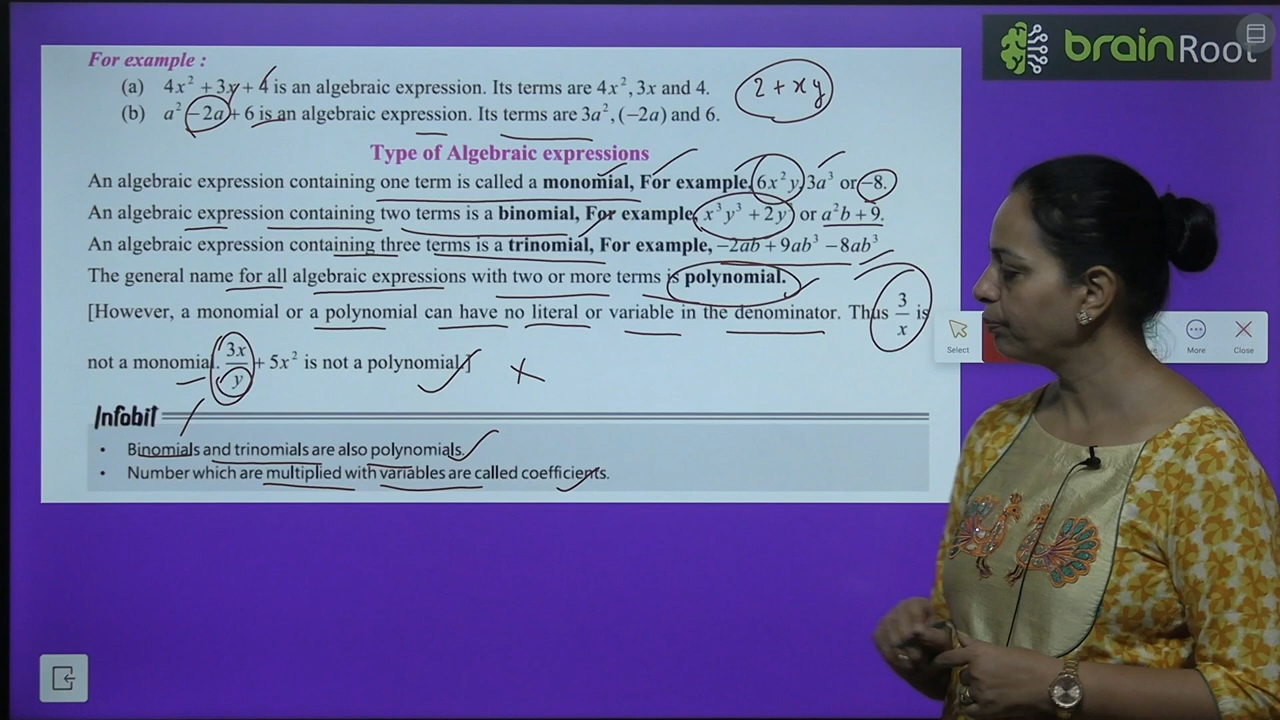 brainRoot
For example :
(a) 4x² + 3y + 4 is an algebraic expression. Its terms are 4x², 3x and 4.
2 + xy
(b) a² −2a + 6 is an algebraic expression. Its terms are 3a², (−2a) and 6.
Type of Algebraic expressions
An algebraic expression containing one term is called a monomial, For example, 6x²y, 3a³ or −8.
An algebraic expression containing two terms is a binomial, For example, x³y³ + 2y or a²b + 9.
An algebraic expression containing three terms is a trinomial, For example, −2ab + 9ab³ − 8ab³
The general name for all algebraic expressions with two or more terms is polynomial.
[However, a monomial or a polynomial can have no literal or variable in the denominator. Thus 3/x is
not a monomial. 3x/y + 5x² is not a polynomial.]
Infobit
• Binomials and trinomials are also polynomials.
• Number which are multiplied with variables are called coefficients.
Select
More
Close